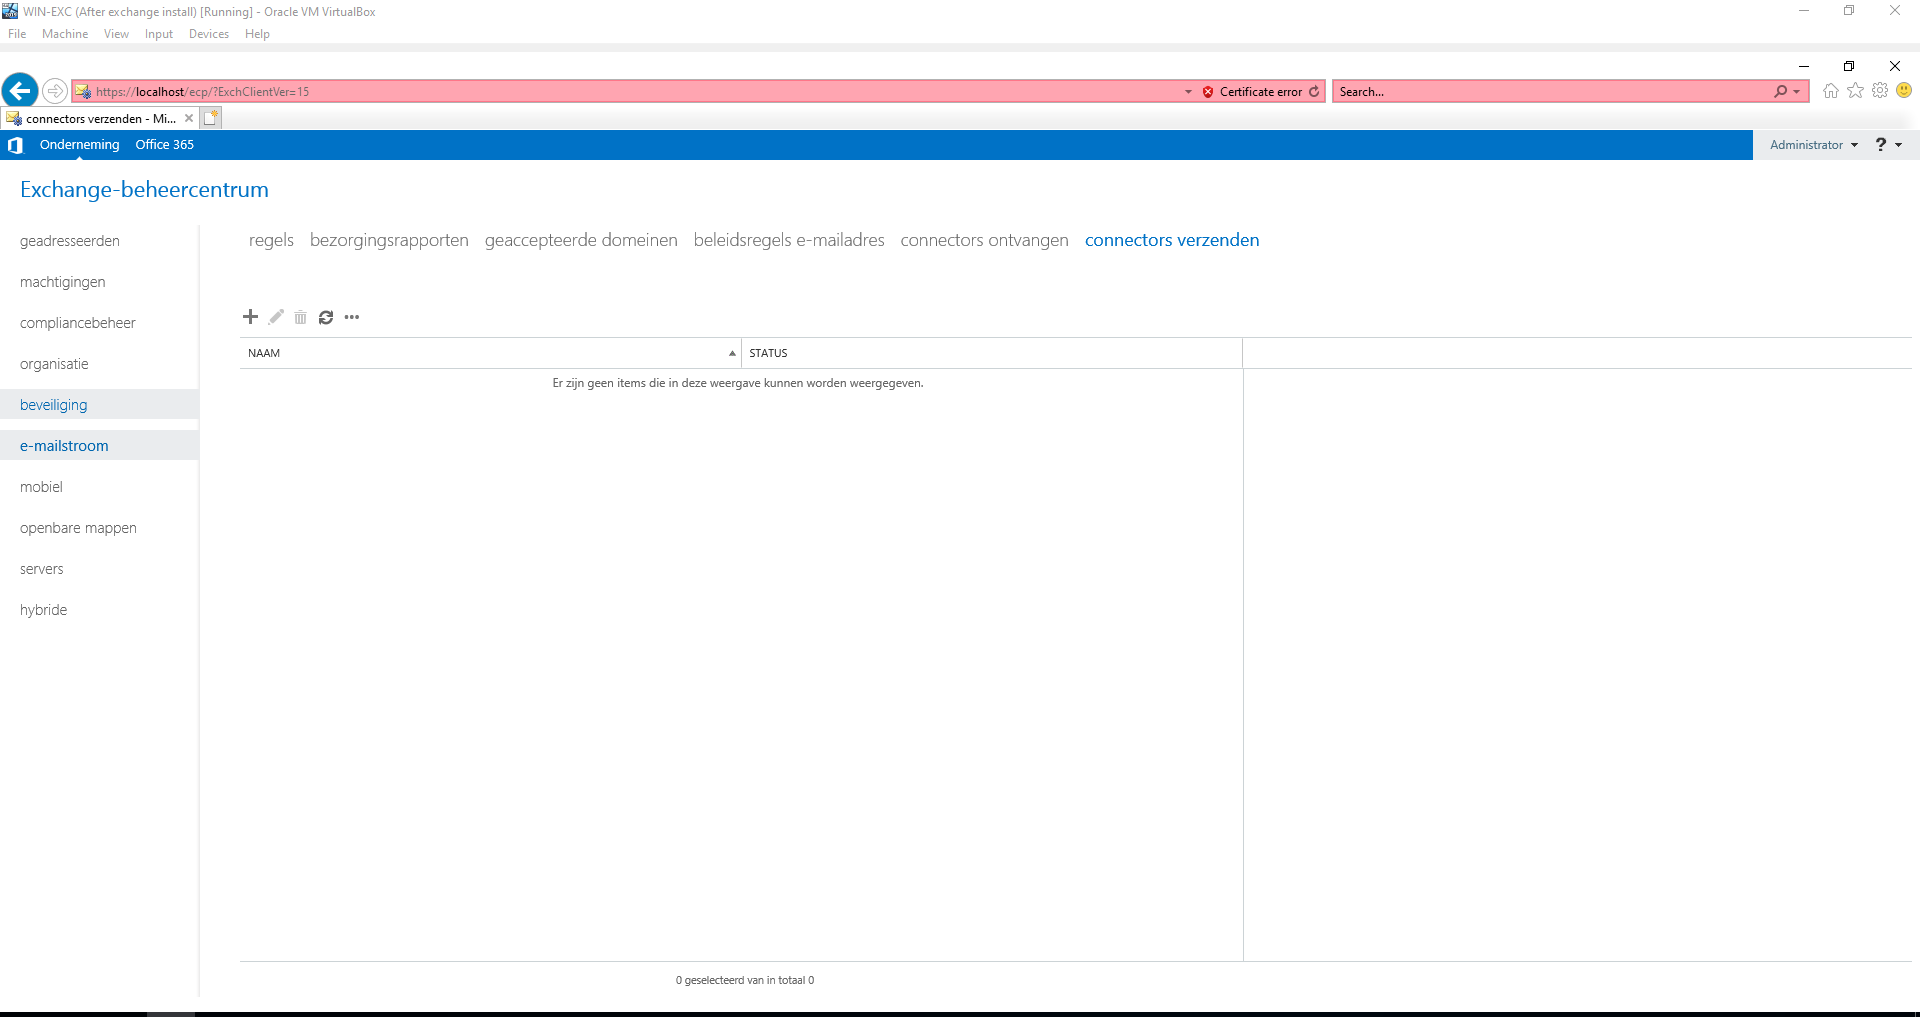 WIN-EXC (After exchange install) [Running] - Oracle VM VirtualBox
File Machine View Input Devices Help
https://localhost/ecp/?ExchClientVer=15 Certificate error Search...
connectors verzenden - Mi...
Onderneming Office 365 Administrator ?
Exchange-beheercentrum
geadresseerden
machtigingen
compliancebeheer
organisatie
beveiliging
e-mailstroom
mobiel
openbare mappen
servers
hybride
regels bezorgingsrapporten geaccepteerde domeinen beleidsregels e-mailadres connectors ontvangen connectors verzenden
NAAM STATUS
Er zijn geen items die in deze weergave kunnen worden weergegeven.
0 geselecteerd van in totaal 0